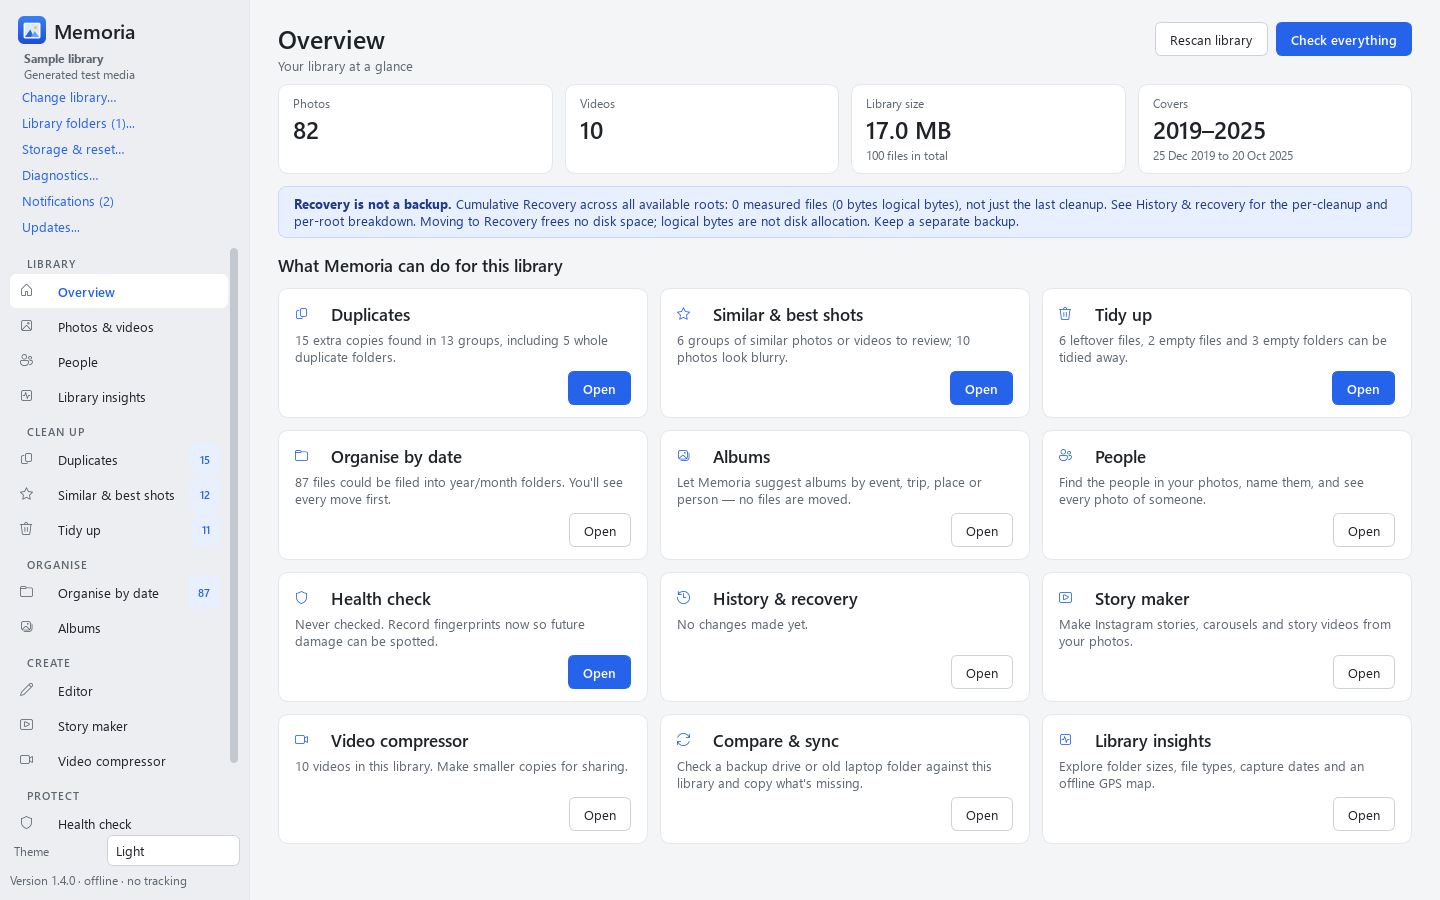 Memoria
Sample library
Generated test media
Change library...
Library folders (1)...
Storage & reset...
Diagnostics...
Notifications (2)
Updates...
LIBRARY
Overview
Photos & videos
People
Library insights
CLEAN UP
Duplicates 15
Similar & best shots 12
Tidy up 11
ORGANISE
Organise by date 87
Albums
CREATE
Editor
Story maker
Video compressor
PROTECT
Health check
Theme Light
Version 1.4.0 · offline · no tracking
Overview
Your library at a glance
Rescan library
Check everything
Photos
82
Videos
10
Library size
17.0 MB
100 files in total
Covers
2019–2025
25 Dec 2019 to 20 Oct 2025
Recovery is not a backup. Cumulative Recovery across all available roots: 0 measured files (0 bytes logical bytes), not just the last cleanup. See History & recovery for the per-cleanup and
per-root breakdown. Moving to Recovery frees no disk space; logical bytes are not disk allocation. Keep a separate backup.
What Memoria can do for this library
Duplicates
15 extra copies found in 13 groups, including 5 whole
duplicate folders.
Open
Similar & best shots
6 groups of similar photos or videos to review; 10
photos look blurry.
Open
Tidy up
6 leftover files, 2 empty files and 3 empty folders can be
tidied away.
Open
Organise by date
87 files could be filed into year/month folders. You'll see
every move first.
Open
Albums
Let Memoria suggest albums by event, trip, place or
person — no files are moved.
Open
People
Find the people in your photos, name them, and see
every photo of someone.
Open
Health check
Never checked. Record fingerprints now so future
damage can be spotted.
Open
History & recovery
No changes made yet.
Open
Story maker
Make Instagram stories, carousels and story videos from
your photos.
Open
Video compressor
10 videos in this library. Make smaller copies for sharing.
Open
Compare & sync
Check a backup drive or old laptop folder against this
library and copy what's missing.
Open
Library insights
Explore folder sizes, file types, capture dates and an
offline GPS map.
Open